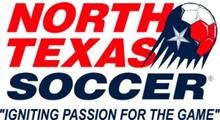 NORTH
TEXAS
SOCCER®
"IGNITING PASSION FOR THE GAME"